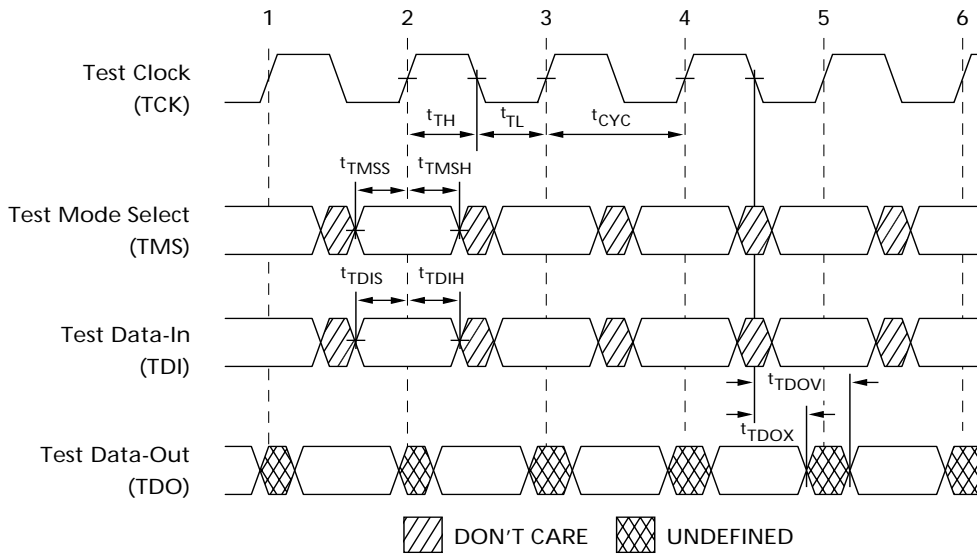 1 2 3 4 5 6
Test Clock
(TCK)
tTH tTL tCYC
tTMSS tTMSH
Test Mode Select
(TMS)
tTDIS tTDIH
Test Data-In
(TDI)
tTDOV
tTDOX
Test Data-Out
(TDO)
DON'T CARE UNDEFINED